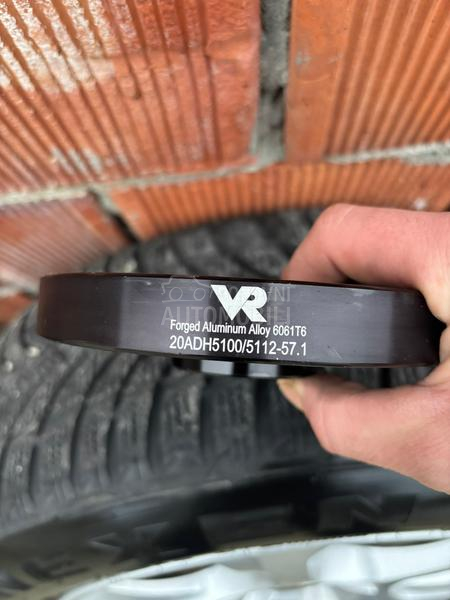 VR
Forged Aluminum Alloy 6061T6
20ADH5100/5112-57.1